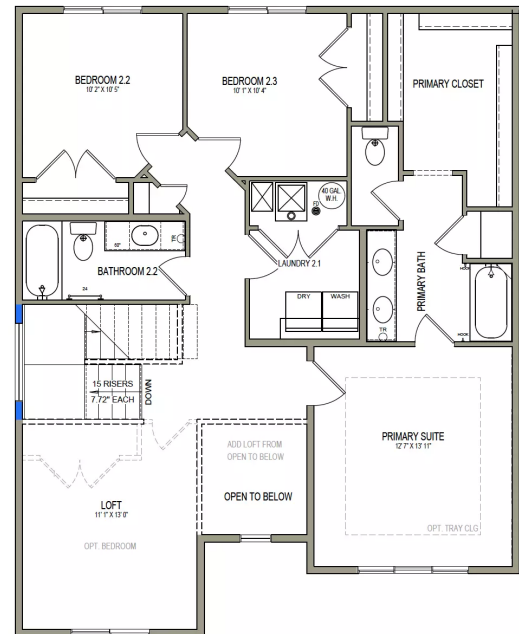 BEDROOM 2.2
10' 2" X 10' 5"
BEDROOM 2.3
10' 1" X 10' 4"
PRIMARY CLOSET
40 GAL
W.H.
FD
LAUNDRY 2.1
DRY
WASH
60"
TR
BATHROOM 2.2
24
PRIMARY BATH
HOOK
HOOK
TR
15 RISERS
7.72" EACH
DOWN
ADD LOFT FROM
OPEN TO BELOW
OPEN TO BELOW
PRIMARY SUITE
12' 7" X 13' 11"
OPT. TRAY CLG
LOFT
11' 1" X 13' 0"
OPT. BEDROOM